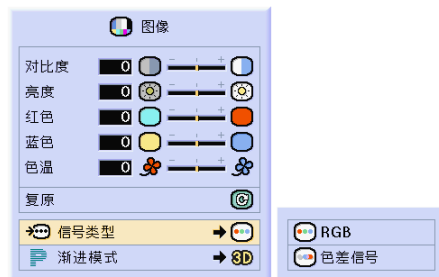 图像
对比度 0 - +
亮度 0 - +
红色 0 - +
蓝色 0 - +
色温 0 - +
复原
信号类型
渐进模式 3D
RGB
色差信号